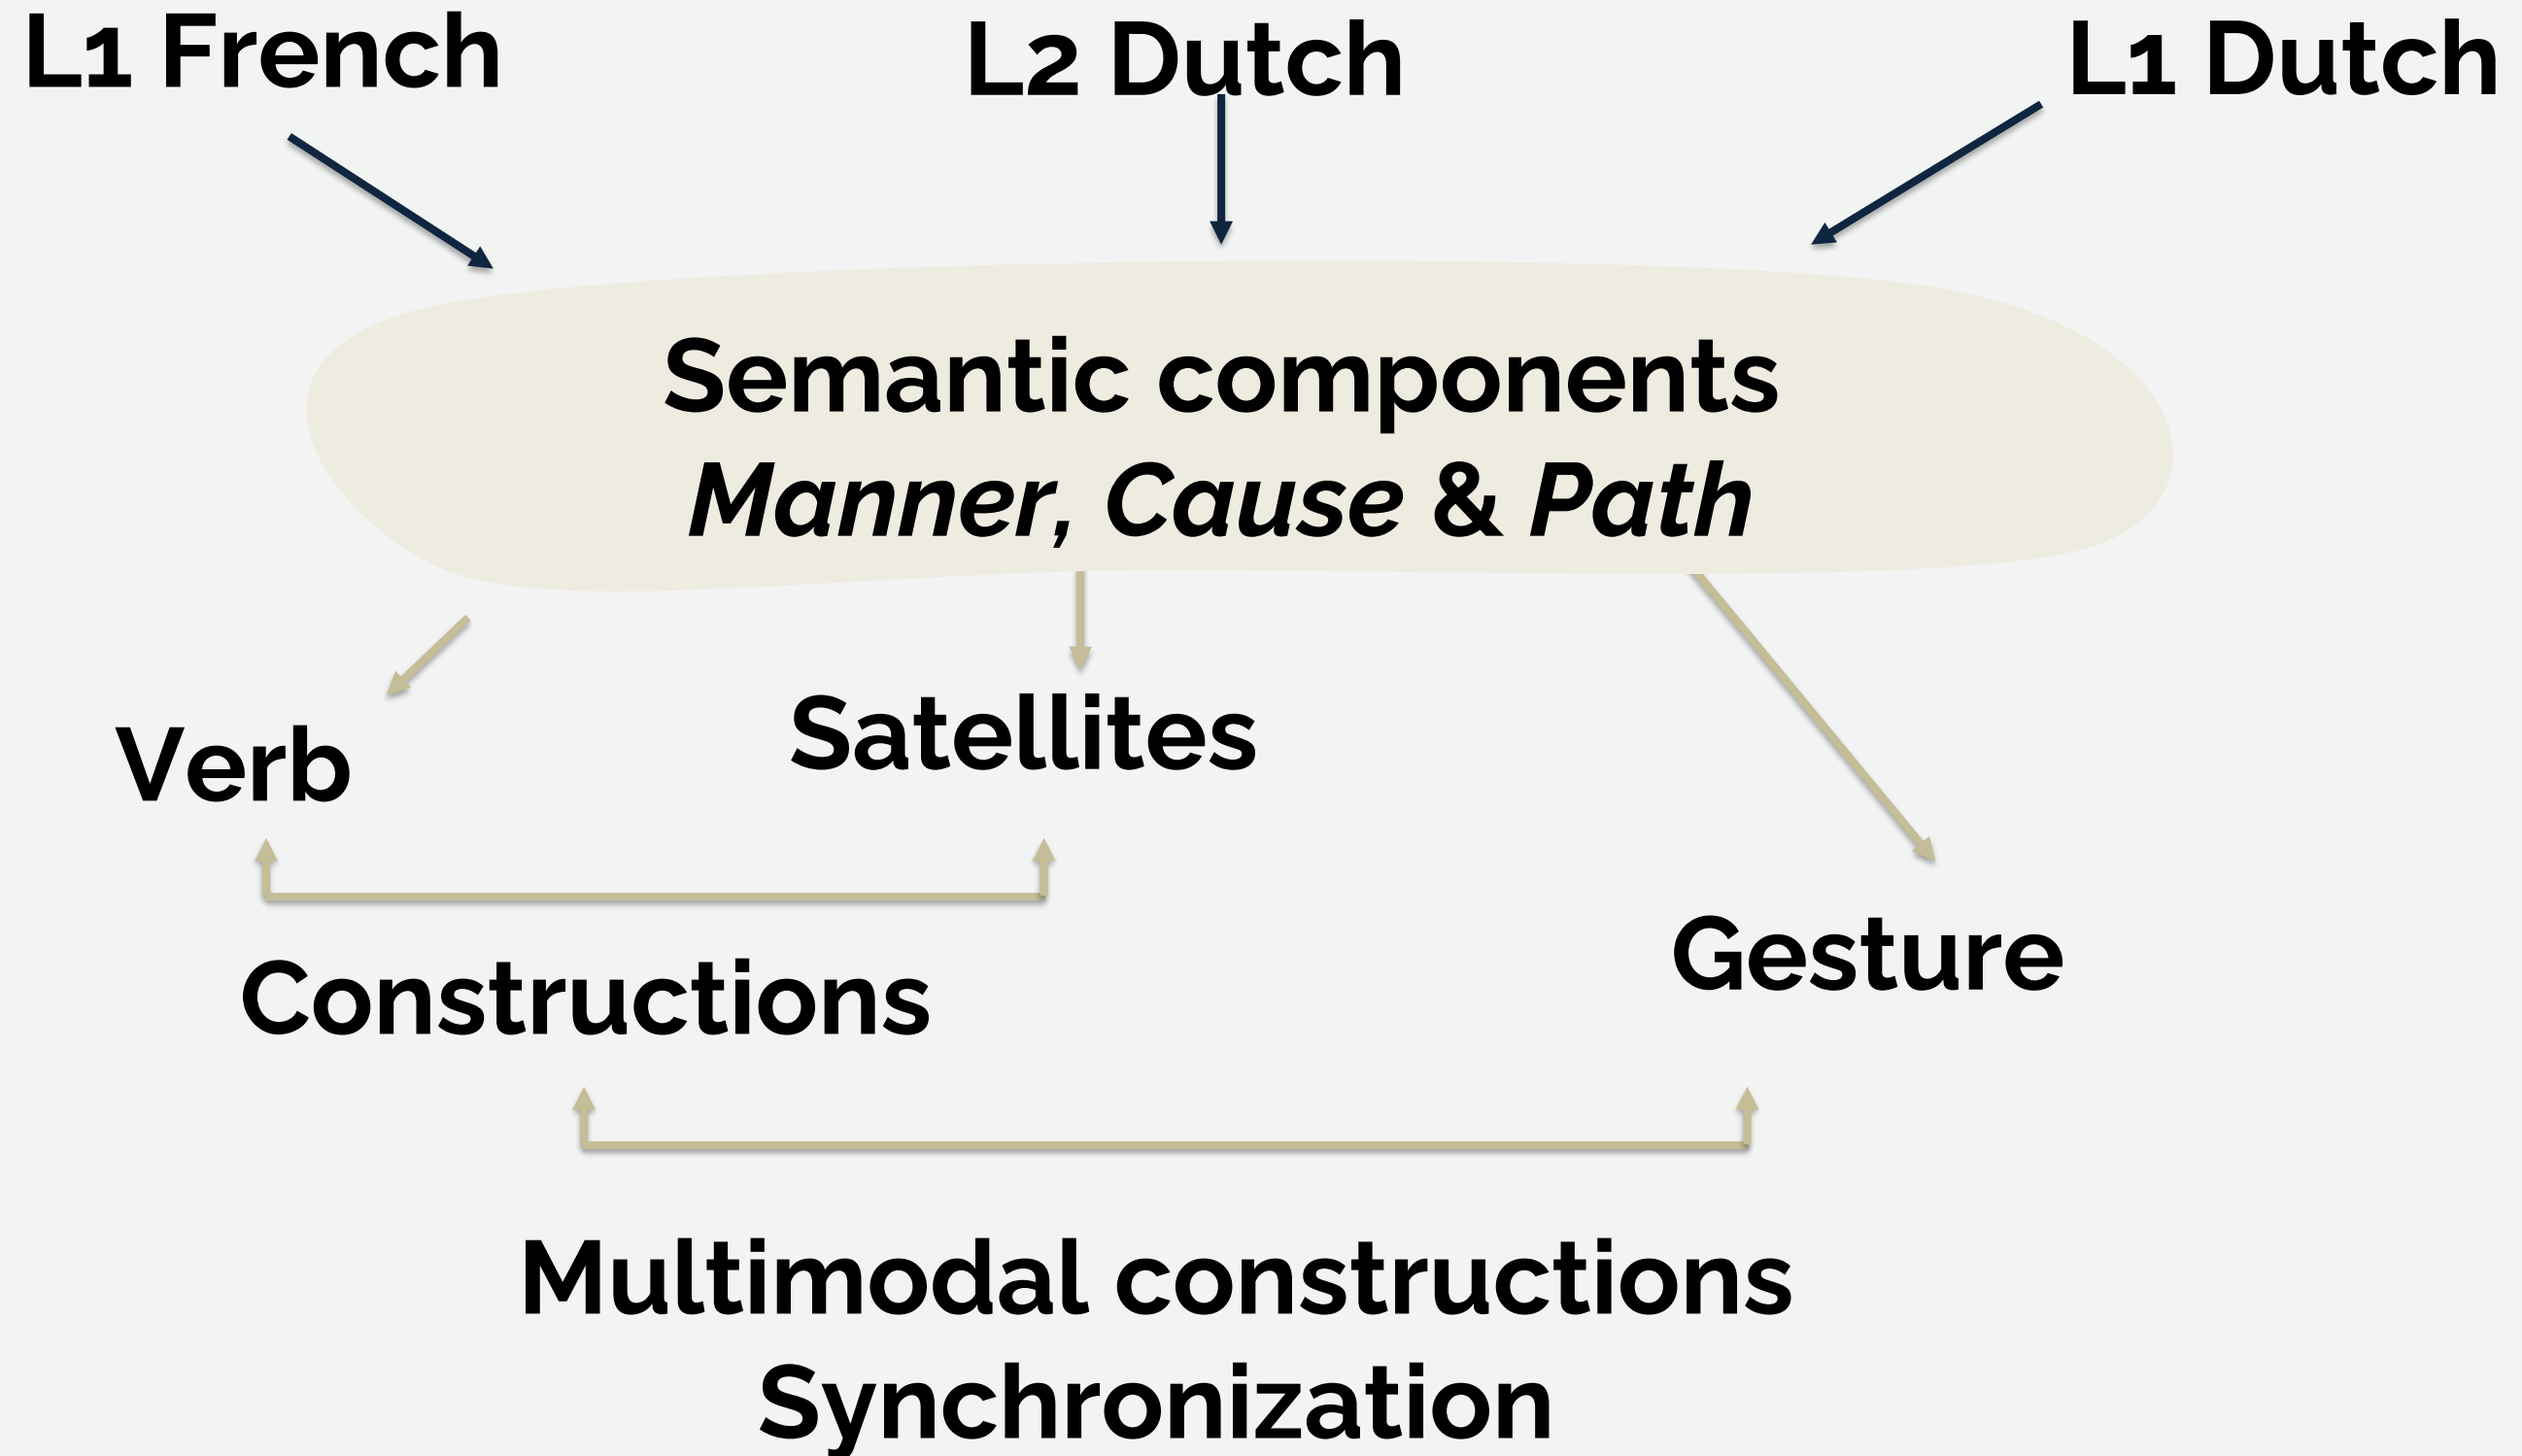 L1 French
L2 Dutch
L1 Dutch
Semantic components
Manner, Cause & Path
Verb
Satellites
Constructions
Gesture
Multimodal constructions
Synchronization